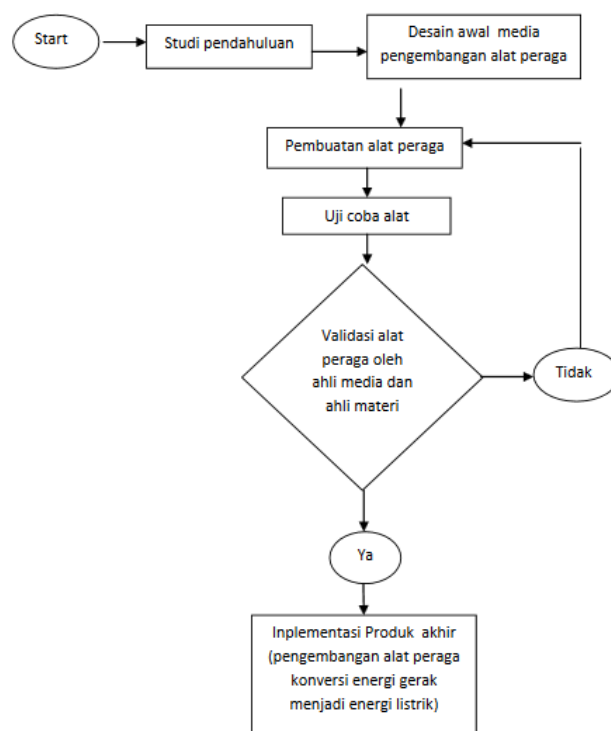 Start
Studi pendahuluan
Desain awal media
pengembangan alat peraga
Pembuatan alat peraga
Uji coba alat
Validasi alat
peraga oleh
ahli media dan
ahli materi
Tidak
Ya
Inplementasi Produk akhir
(pengembangan alat peraga
konversi energi gerak
menjadi energi listrik)